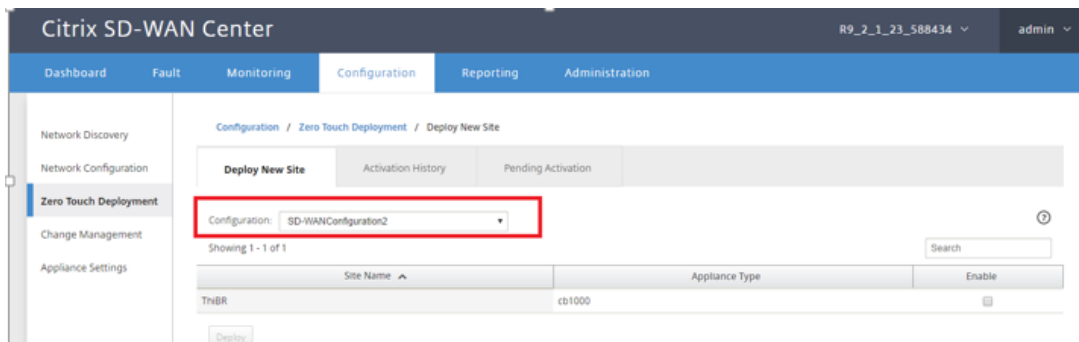 Citrix SD-WAN Center
R9_2_1_23_588434
admin
Dashboard Fault Monitoring Configuration Reporting Administration
Network Discovery
Network Configuration
Zero Touch Deployment
Change Management
Appliance Settings
Configuration / Zero Touch Deployment / Deploy New Site
Deploy New Site Activation History Pending Activation
Configuration: SD-WANConfiguration2
?
Showing 1 - 1 of 1
Search
Site Name Appliance Type Enable
ThiBR cb1000
Deploy